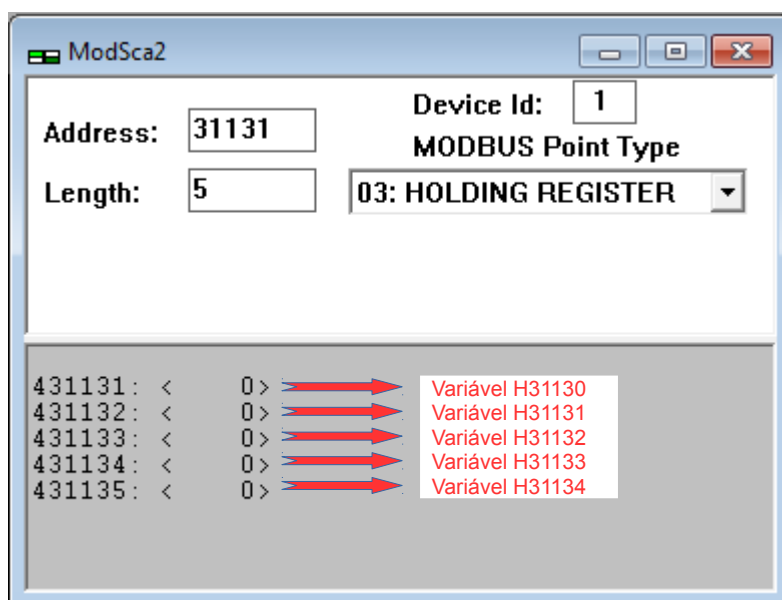 ModSca2
Device Id: 1
Address: 31131
MODBUS Point Type
Length: 5
03: HOLDING REGISTER
431131: < 0> Variável H31130
431132: < 0> Variável H31131
431133: < 0> Variável H31132
431134: < 0> Variável H31133
431135: < 0> Variável H31134